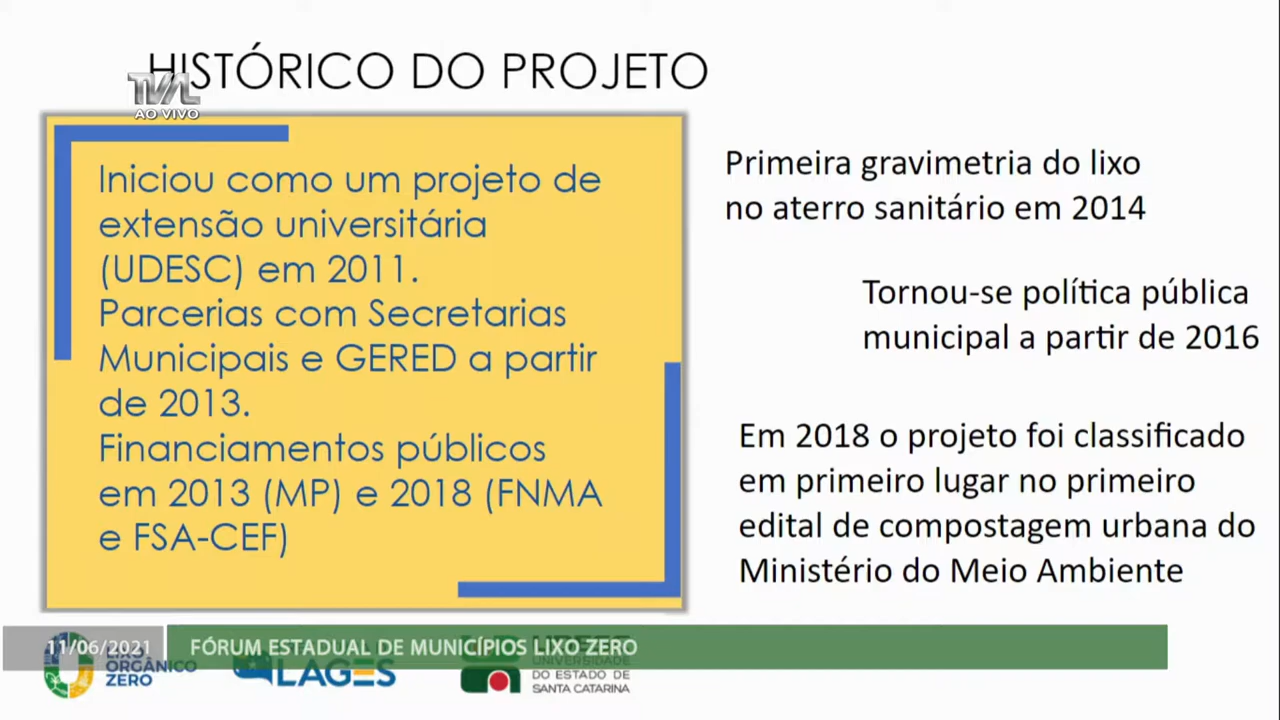 HISTÓRICO DO PROJETO
TVAL
AO VIVO
Iniciou como um projeto de
extensão universitária
(UDESC) em 2011.
Parcerias com Secretarias
Municipais e GERED a partir
de 2013.
Financiamentos públicos
em 2013 (MP) e 2018 (FNMA
e FSA-CEF)
Primeira gravimetria do lixo
no aterro sanitário em 2014
Tornou-se política pública
municipal a partir de 2016
Em 2018 o projeto foi classificado
em primeiro lugar no primeiro
edital de compostagem urbana do
Ministério do Meio Ambiente
11/06/2021
FÓRUM ESTADUAL DE MUNICÍPIOS LIXO ZERO
LIXO
ORGÂNICO
ZERO
LAGES
UDESC
UNIVERSIDADE
DO ESTADO DE
SANTA CATARINA